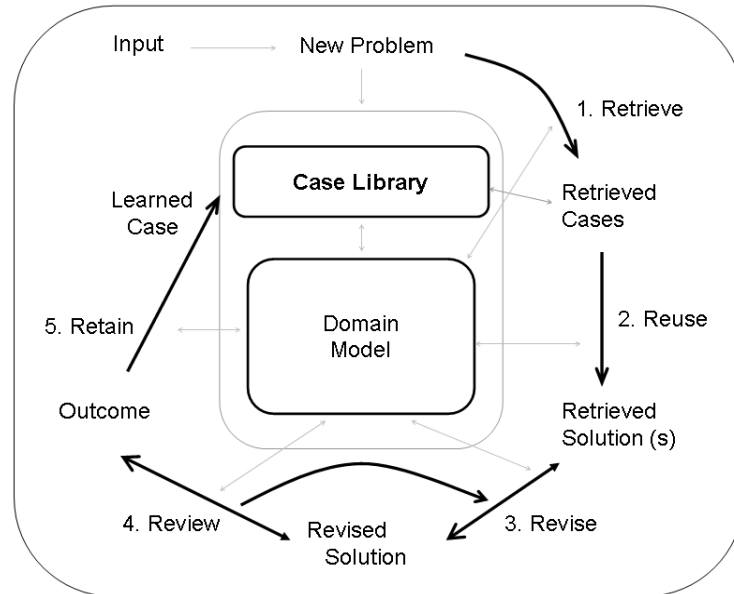 Input
New Problem
1. Retrieve
Case Library
Learned
Case
Retrieved
Cases
5. Retain
Domain
Model
2. Reuse
Outcome
Retrieved
Solution (s)
4. Review
Revised
Solution
3. Revise